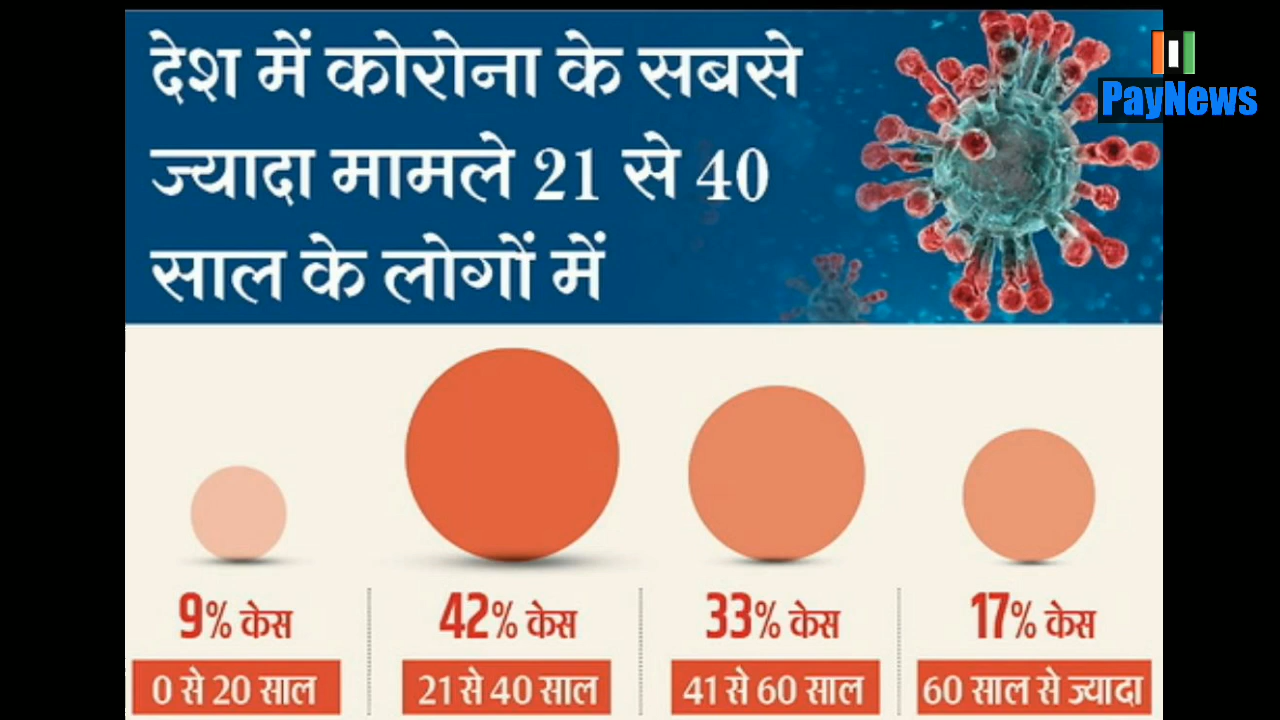 देश में कोरोना के सबसे
ज्यादा मामले 21 से 40
साल के लोगों में
PayNews
9% केस
42% केस
33% केस
17% केस
0 से 20 साल
21 से 40 साल
41 से 60 साल
60 साल से ज्यादा